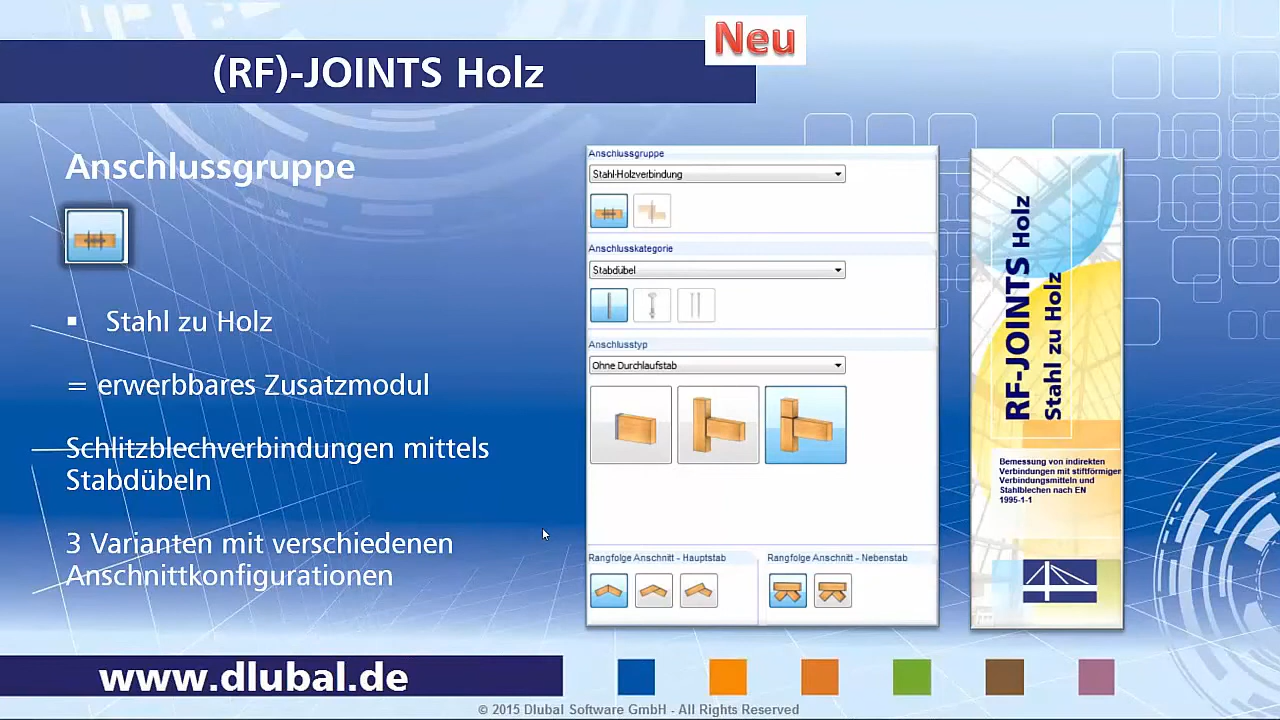 Neu
(RF)-JOINTS Holz
Anschlussgruppe
▪ Stahl zu Holz
= erwerbbares Zusatzmodul
Schlitzblechverbindungen mittels
Stabdübeln
3 Varianten mit verschiedenen
Anschnittkonfigurationen
Anschlussgruppe
Stahl-Holzverbindung
Anschlusskategorie
Stabdübel
Anschlusstyp
Ohne Durchlaufstab
Rangfolge Anschnitt - Hauptstab
Rangfolge Anschnitt - Nebenstab
RF-JOINTS Holz
Stahl zu Holz
Bemessung von indirekten
Verbindungen mit stiftförmiger
Verbindungsmitteln und
Stahlblechen nach EN
1995-1-1
www.dlubal.de
© 2015 Dlubal Software GmbH - All Rights Reserved